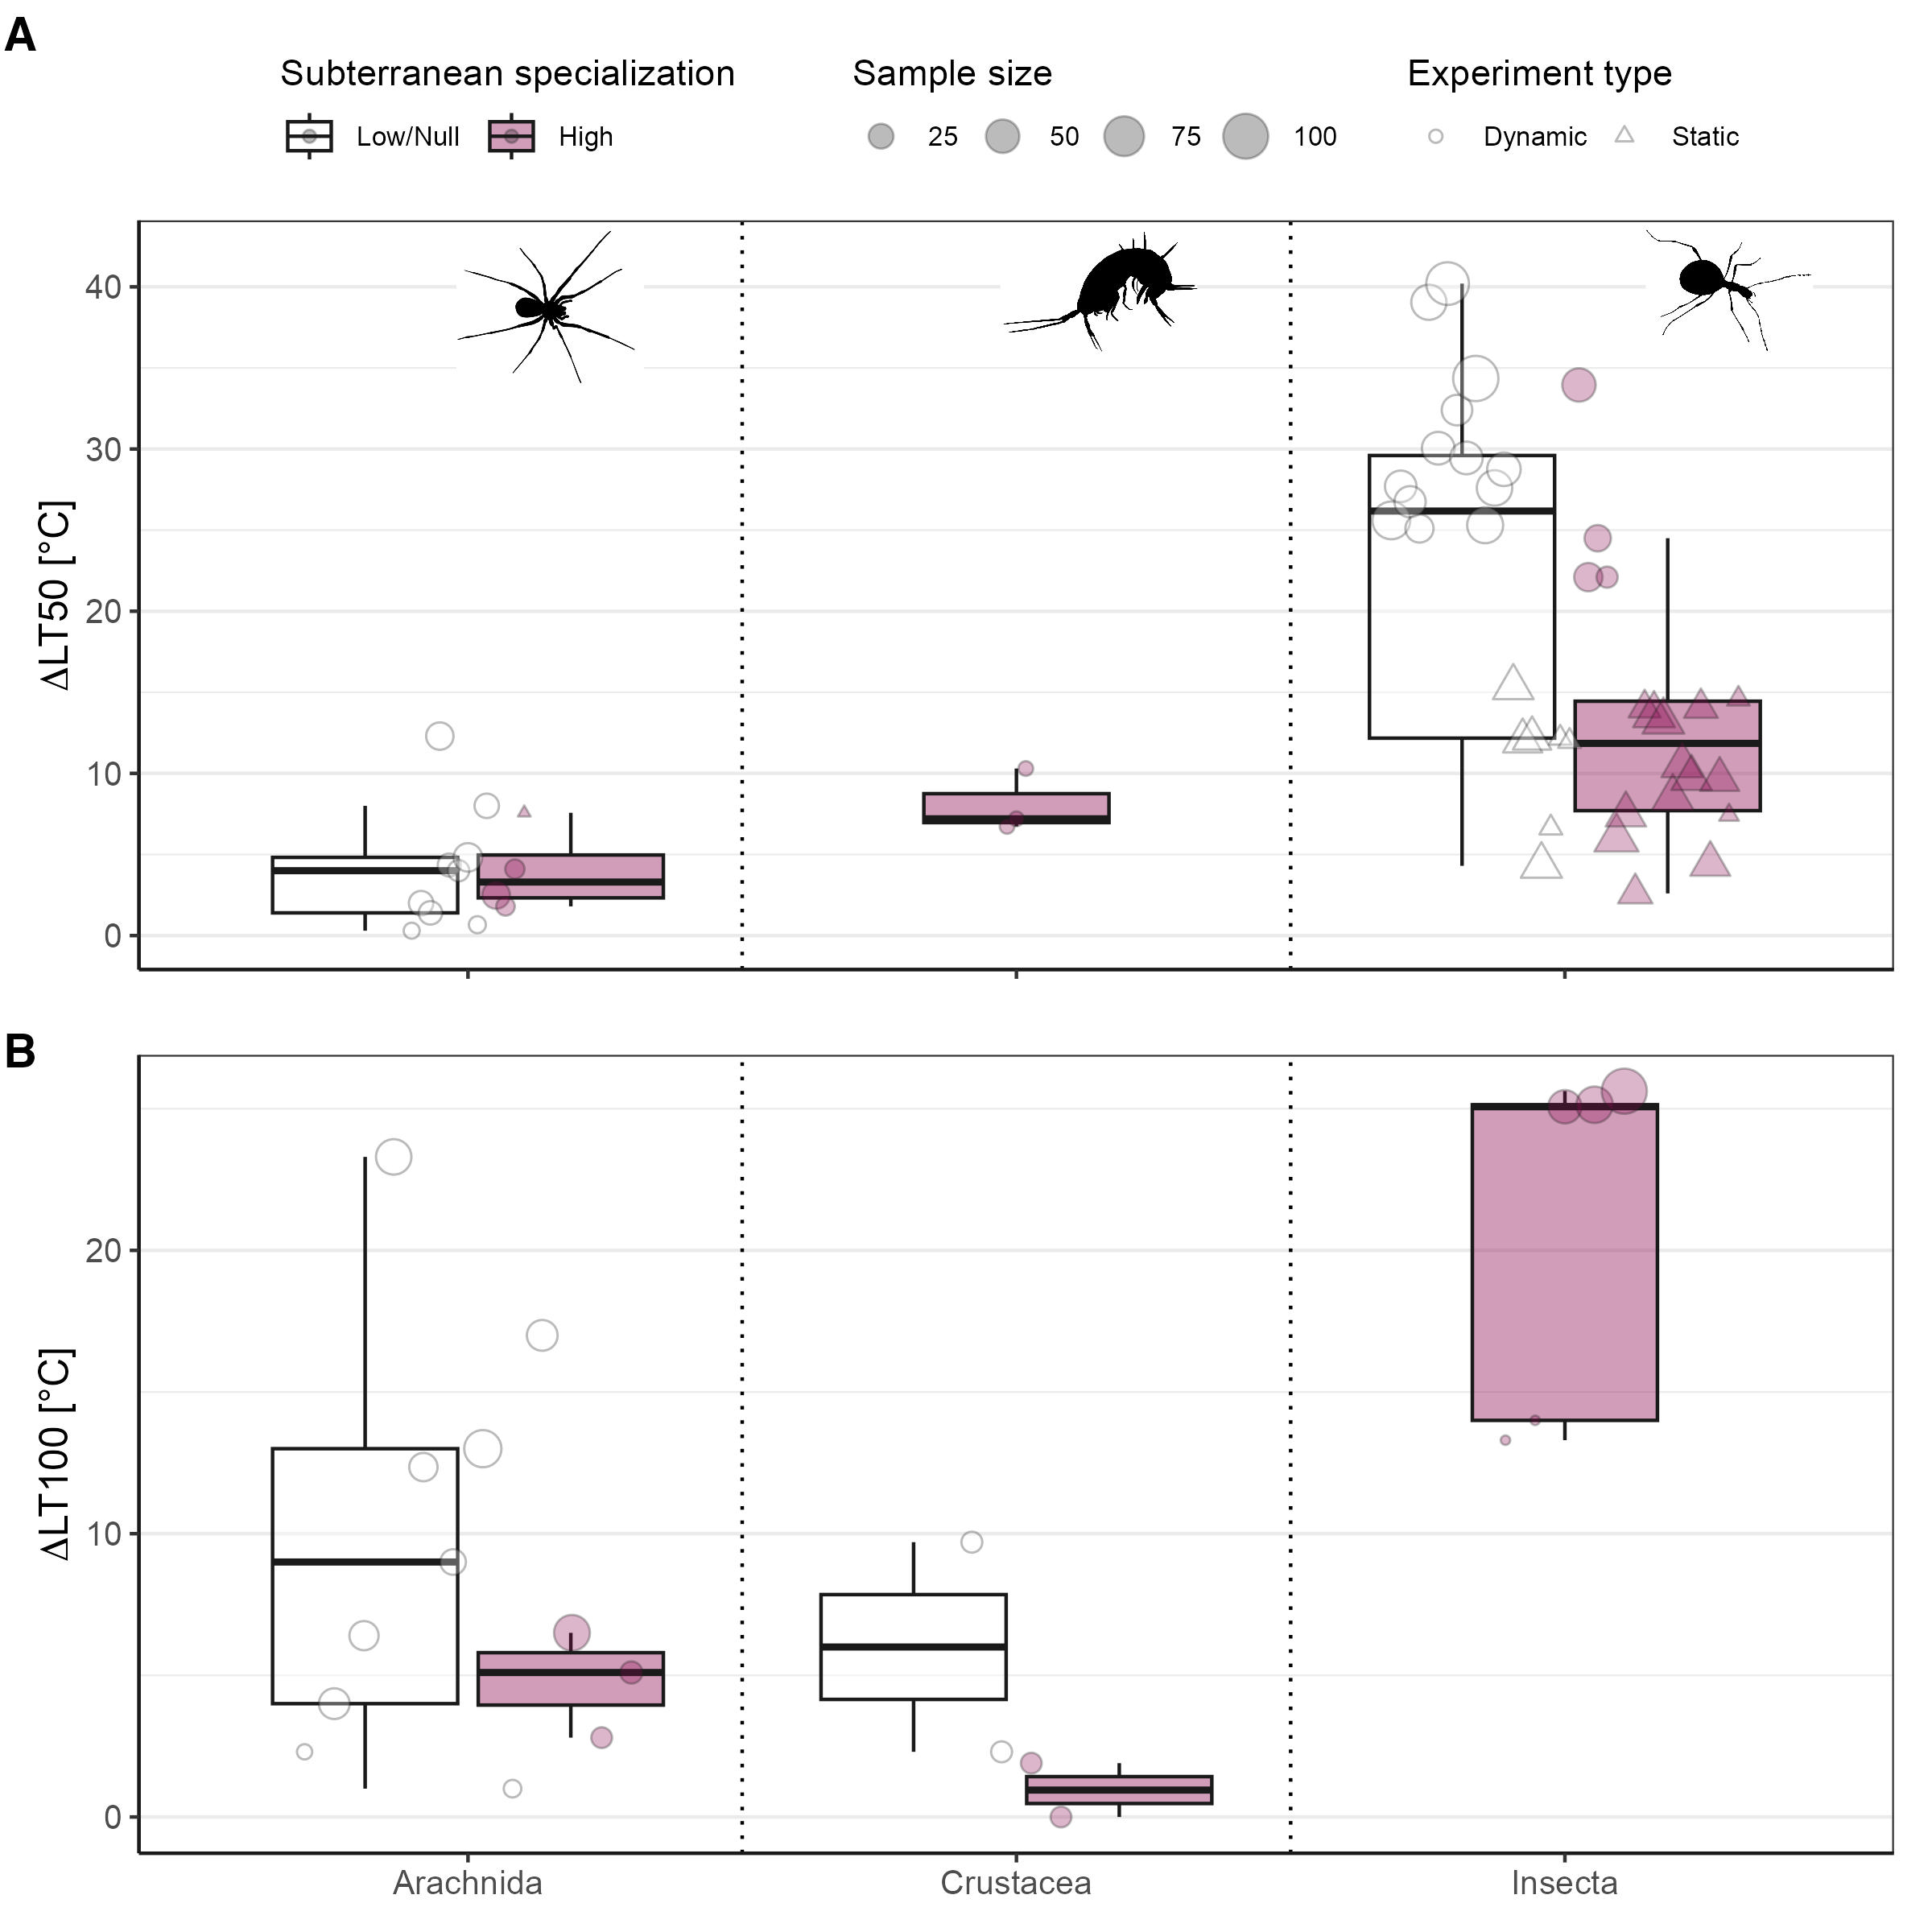 A
Subterranean specialization
Low/Null High
Sample size
25 50 75 100
Experiment type
Dynamic Static
ΔLT50 [°C]
40
30
20
10
0
B
ΔLT100 [°C]
20
10
0
Arachnida Crustacea Insecta